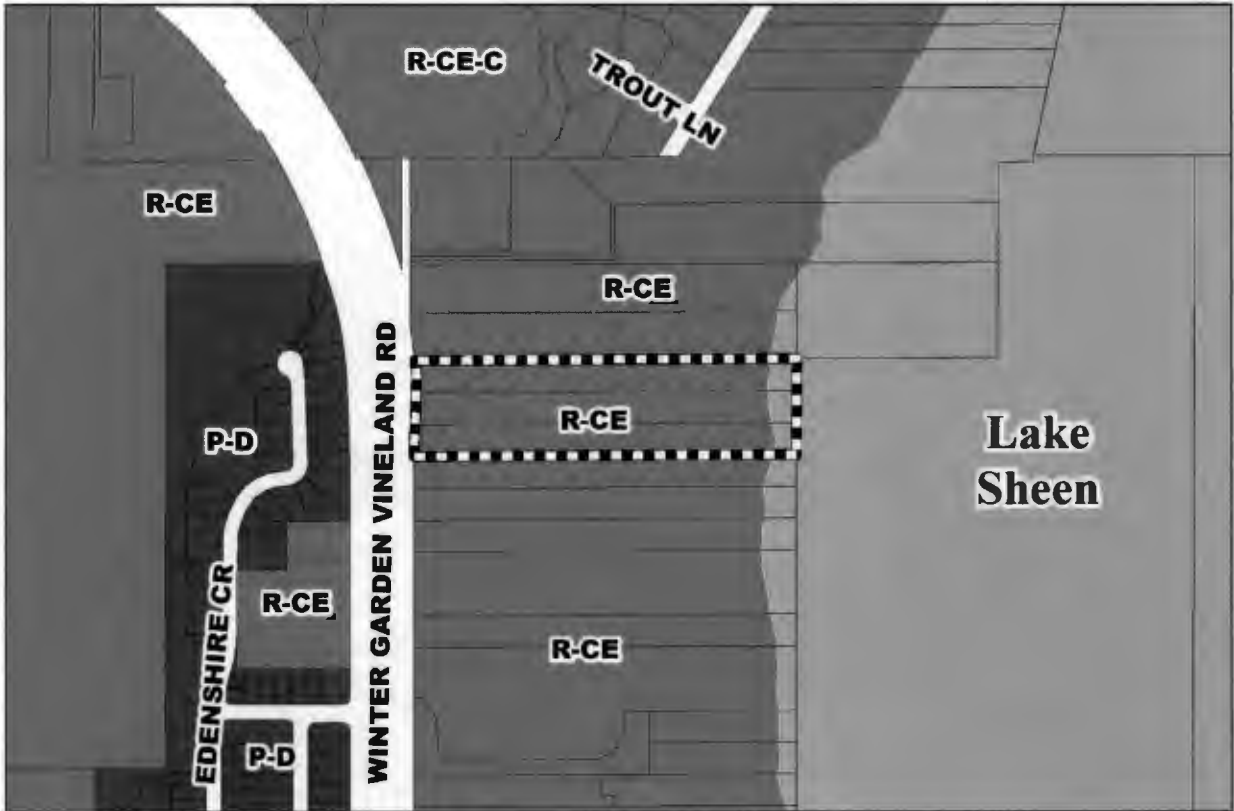 R-CE-C
TROUT LN
R-CE
R-CE
WINTER GARDEN VINELAND RD
R-CE
P-D
Lake
Sheen
EDENSHIRE CR
R-CE
R-CE
P-D